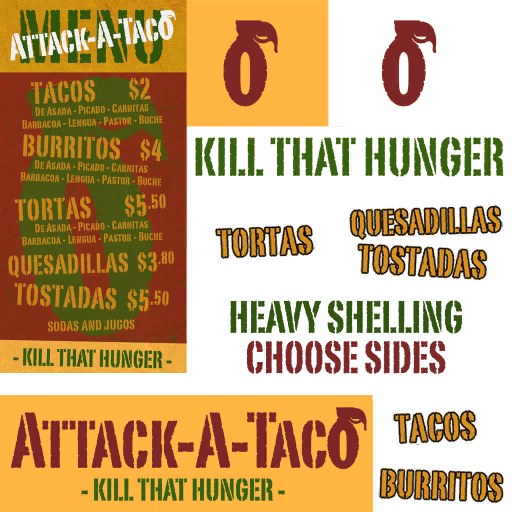 MENU
ATTACK-A-TACO
TACOS $2
DE ASADA - PICADO - CARNITAS
BARBACOA - LENGUA - PASTOR - BUCHE
BURRITOS $4
DE ASADA - PICADO - CARNITAS
BARBACOA - LENGUA - PASTOR - BUCHE
TORTAS $5.50
DE ASADA - PICADO - CARNITAS
BARBACOA - LENGUA - PASTOR - BUCHE
QUESADILLAS $3.80
TOSTADAS $5.50
SODAS AND JUGOS
- KILL THAT HUNGER -
KILL THAT HUNGER
TORTAS
QUESADILLAS
TOSTADAS
HEAVY SHELLING
CHOOSE SIDES
ATTACK-A-TACO
- KILL THAT HUNGER -
TACOS
BURRITOS